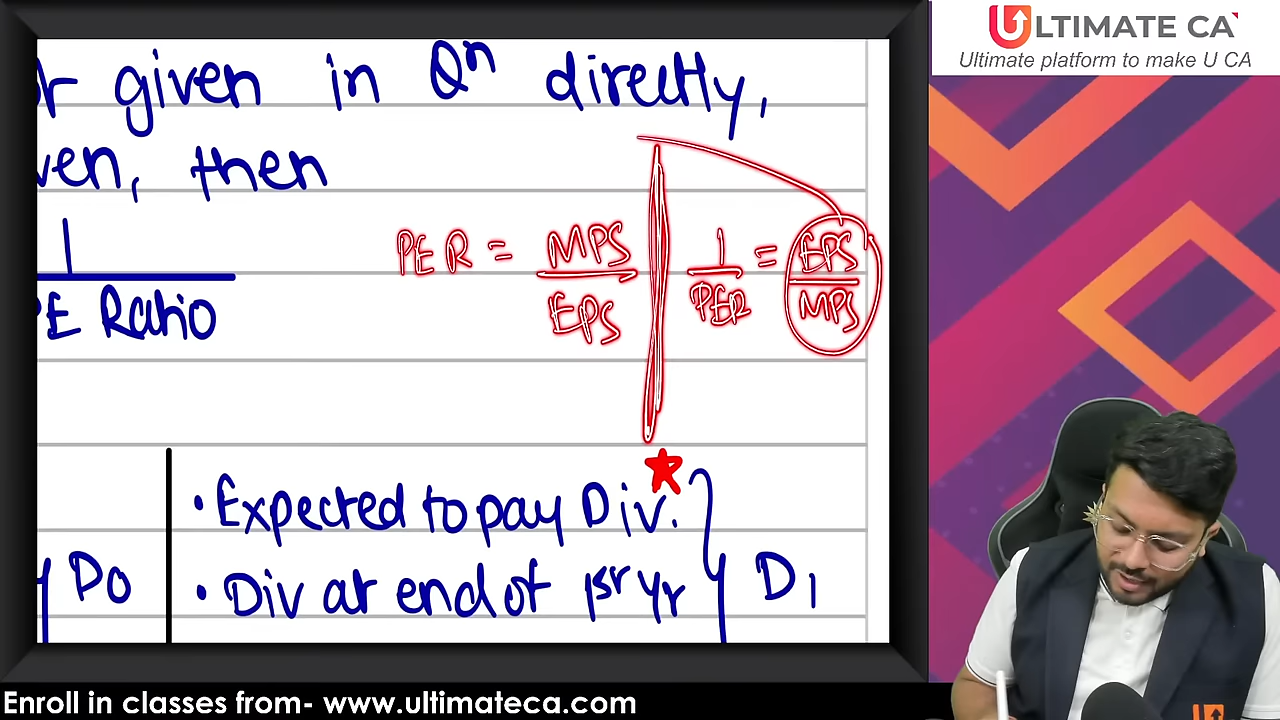 given in Qn directly,
then
PER = MPS / EPS
1 / PER = EPS / MPS
1
PE Ratio
• Expected to pay Div.
• Div at end of 1st yr
D0
D1
ULTIMATE CA
Ultimate platform to make U CA
Enroll in classes from- www.ultimateca.com